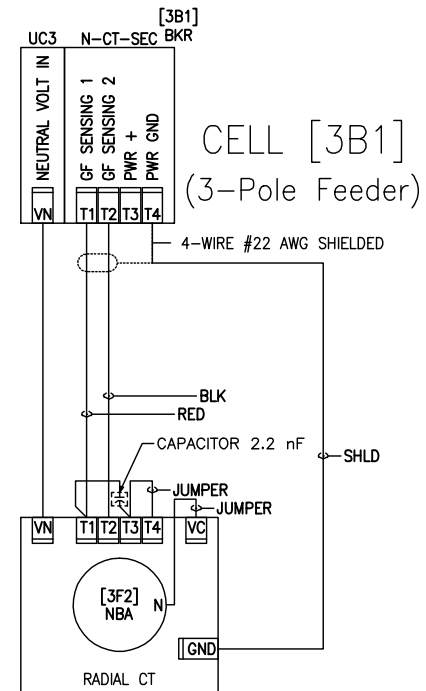 [3B1]
UC3 N-CT-SEC BKR
NEUTRAL VOLT IN
GF SENSING 1
GF SENSING 2
PWR +
PWR GND
VN T1 T2 T3 T4
CELL [3B1]
(3-Pole Feeder)
4-WIRE #22 AWG SHIELDED
BLK
RED
CAPACITOR 2.2 nF
SHLD
JUMPER
JUMPER
VN T1 T2 T3 T4 VC
[3F2]
NBA
N
GND
RADIAL CT